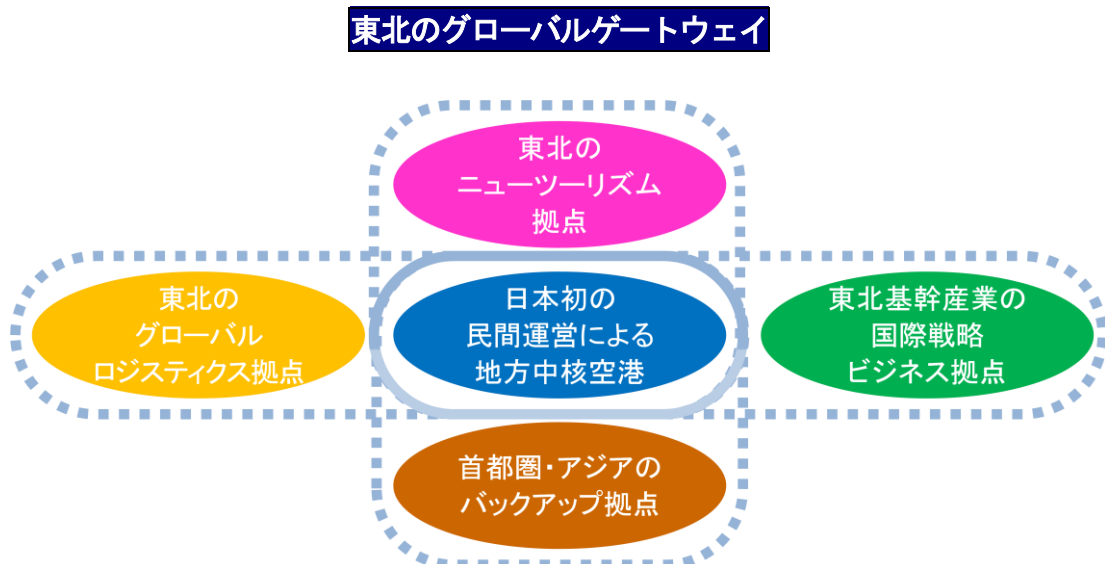 東北のグローバルゲートウェイ
東北の
ニューツーリズム
拠点
東北の
グローバル
ロジスティクス拠点
日本初の
民間運営による
地方中核空港
東北基幹産業の
国際戦略
ビジネス拠点
首都圏・アジアの
バックアップ拠点